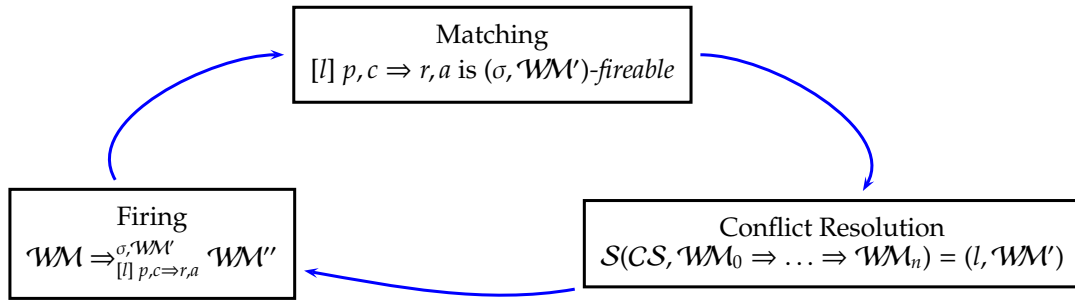 Matching
[l] p, c ⇒ r, a is (σ, 𝒲ℳ′)-fireable
Firing
𝒲ℳ ⇒^{σ,𝒲ℳ′}_{[l] p,c⇒r,a} 𝒲ℳ″
Conflict Resolution
𝒮(𝒞𝒮, 𝒲ℳ₀ ⇒ … ⇒ 𝒲ℳₙ) = (l, 𝒲ℳ′)